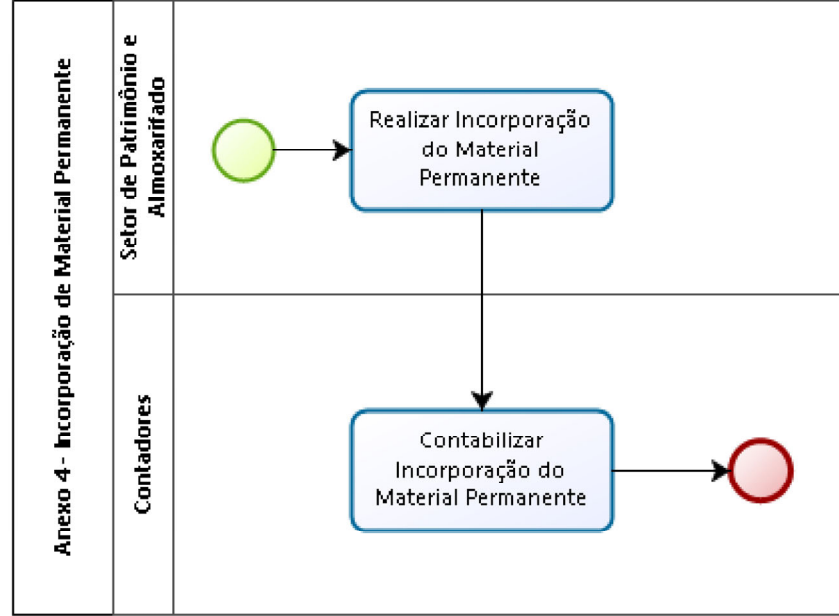 Anexo 4 - Incorporação de Material Permanente
Setor de Patrimônio e
Almoxarifado
Realizar Incorporação
do Material
Permanente
Contadores
Contabilizar
Incorporação do
Material Permanente